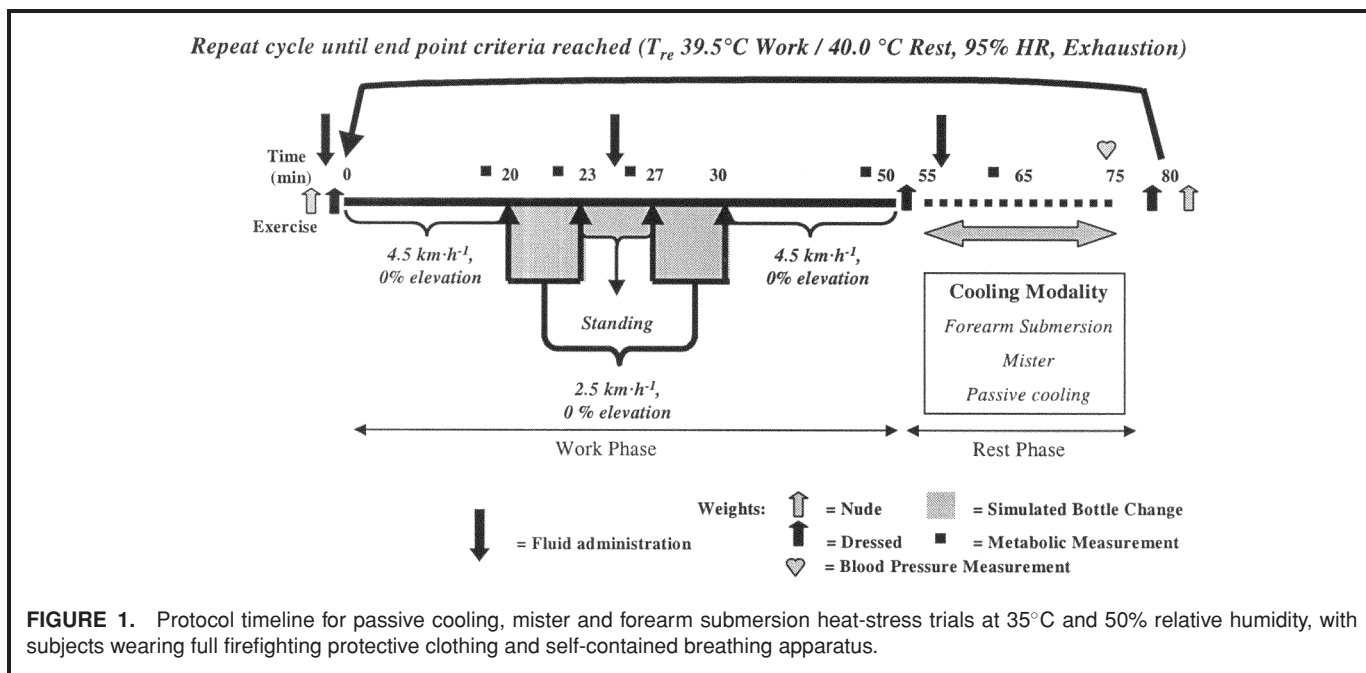 Repeat cycle until end point criteria reached (Tre 39.5°C Work / 40.0 °C Rest, 95% HR, Exhaustion)
Time
(min)
0 20 23 27 30 50 55 65 75 80
Exercise
4.5 km·h-1,
0% elevation
4.5 km·h-1,
0% elevation
Standing
2.5 km·h-1,
0 % elevation
Cooling Modality
Forearm Submersion
Mister
Passive cooling
Work Phase
Rest Phase
Weights: = Nude = Simulated Bottle Change
= Fluid administration = Dressed = Metabolic Measurement
= Blood Pressure Measurement
FIGURE 1. Protocol timeline for passive cooling, mister and forearm submersion heat-stress trials at 35°C and 50% relative humidity, with
subjects wearing full firefighting protective clothing and self-contained breathing apparatus.